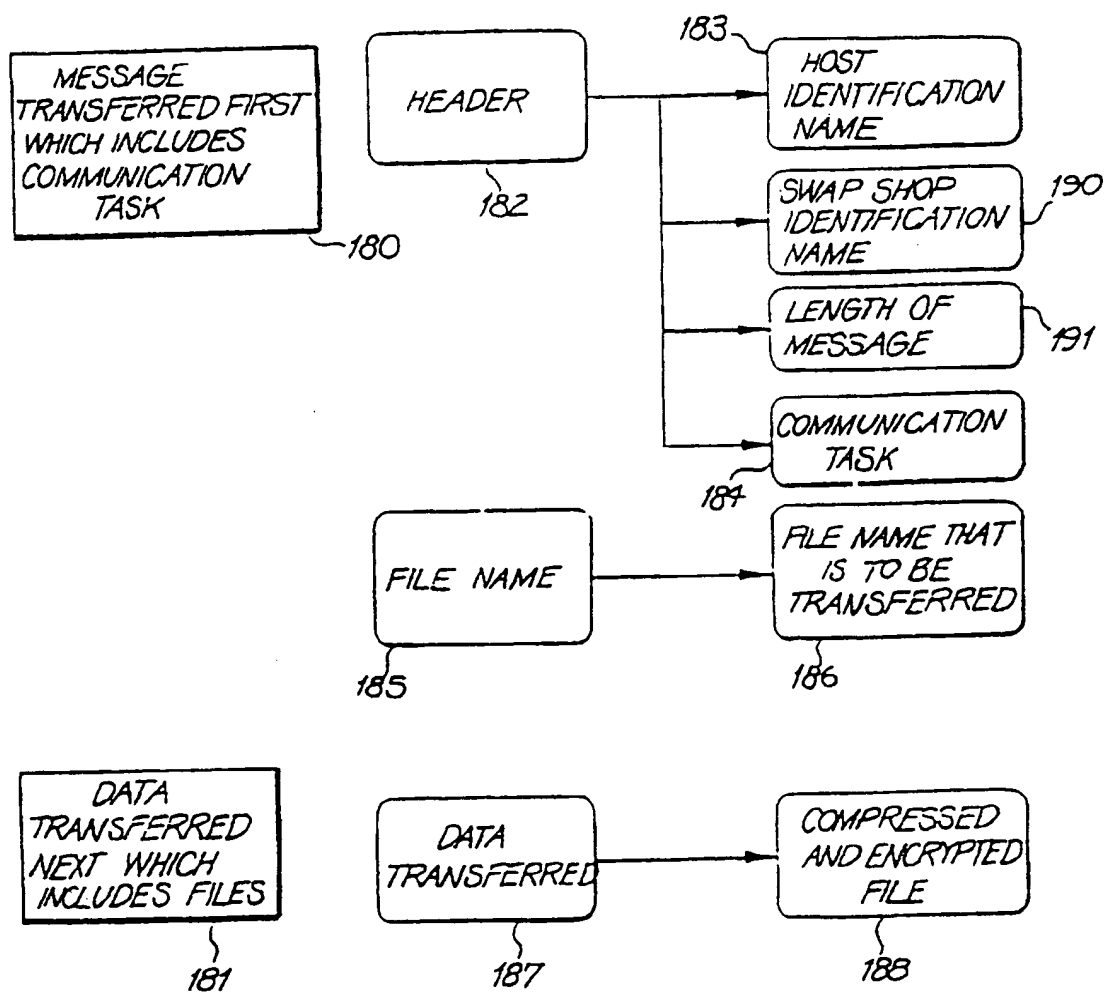 MESSAGE
TRANSFERRED FIRST
WHICH INCLUDES
COMMUNICATION
TASK
180
HEADER
182
183
HOST
IDENTIFICATION
NAME
SWAP SHOP
IDENTIFICATION
NAME
190
LENGTH OF
MESSAGE
191
COMMUNICATION
TASK
184
FILE NAME
185
FILE NAME THAT
IS TO BE
TRANSFERRED
186
DATA
TRANSFERRED
NEXT WHICH
INCLUDES FILES
181
DATA
TRANSFERRED
187
COMPRESSED
AND ENCRYPTED
FILE
188